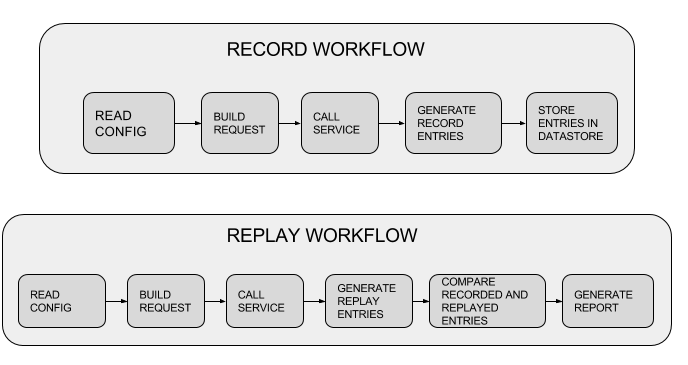 RECORD WORKFLOW
READ
CONFIG
BUILD
REQUEST
CALL
SERVICE
GENERATE
RECORD
ENTRIES
STORE
ENTRIES IN
DATASTORE
REPLAY WORKFLOW
READ
CONFIG
BUILD
REQUEST
CALL
SERVICE
GENERATE
REPLAY
ENTRIES
COMPARE
RECORDED AND
REPLAYED
ENTRIES
GENERATE
REPORT